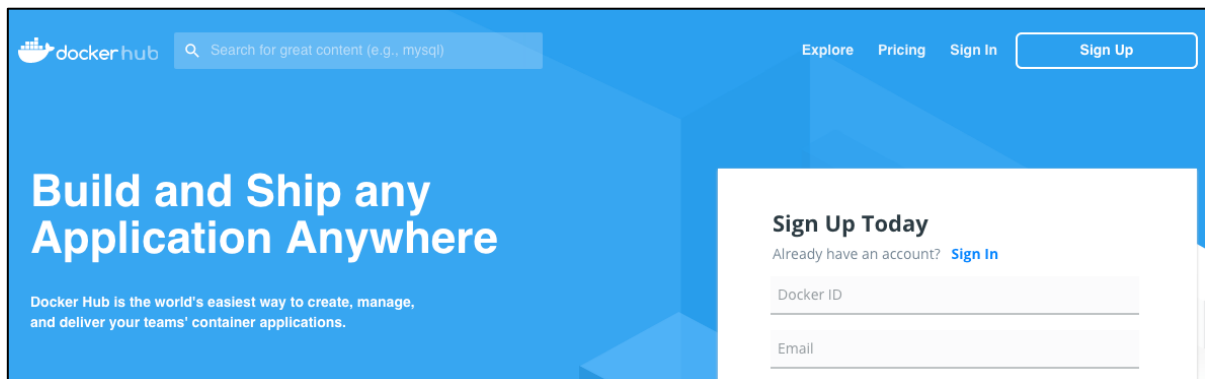 dockerhub
Search for great content (e.g., mysql)
Explore Pricing Sign In Sign Up
Build and Ship any
Application Anywhere
Docker Hub is the world's easiest way to create, manage,
and deliver your teams' container applications.
Sign Up Today
Already have an account? Sign In
Docker ID
Email